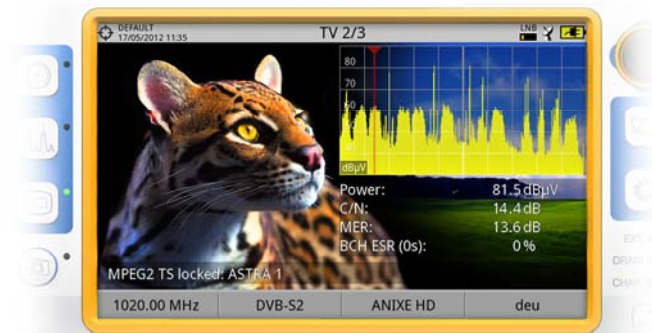 DEFAULT
17/05/2012 11:35
TV 2/3
LNB
80
70
60
dBµV
Power: 81.5 dBµV
C/N: 14.4 dB
MER: 13.6 dB
BCH ESR (0s): 0 %
MPEG2 TS locked: ASTRA 1
1020.00 MHz DVB-S2 ANIXE HD deu